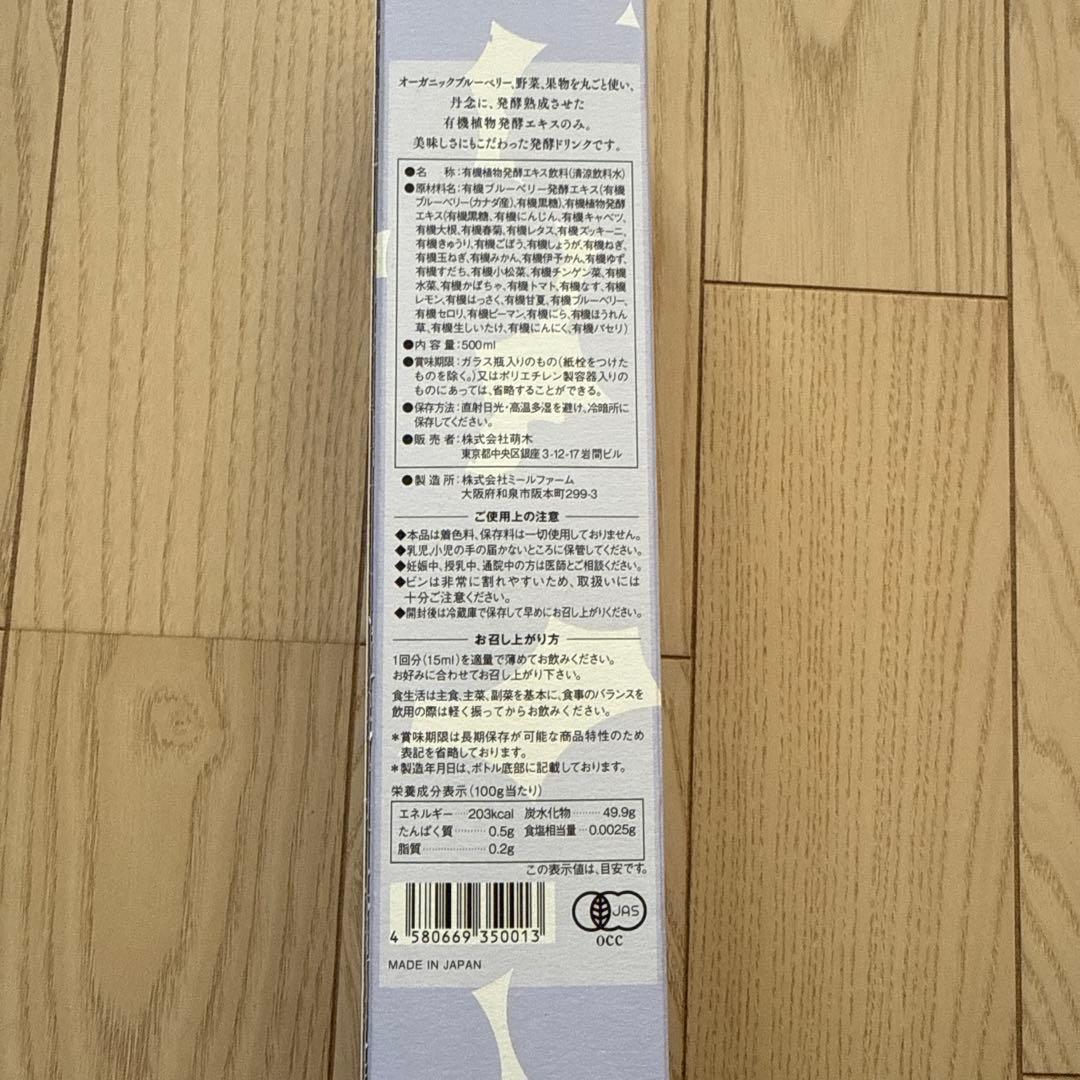 オーガニックブルーベリー、野菜、果物を丸ごと使い、
丹念に、発酵熟成させた
有機植物発酵エキスのみ。
美味しさにもこだわった発酵ドリンクです。
●名　称：有機植物発酵エキス飲料(清涼飲料水)
●原材料名：有機ブルーベリー発酵エキス(有機
ブルーベリー(カナダ産),有機黒糖),有機植物発酵
エキス(有機黒糖、有機にんじん,有機キャベツ,
有機大根,有機春菊,有機レタス,有機ズッキーニ,
有機きゅうり,有機ごぼう,有機しょうが,有機ねぎ,
有機玉ねぎ,有機みかん,有機伊予かん,有機ゆず,
有機すだち、有機小松菜、有機チンゲン菜、有機
水菜、有機かぼちゃ、有機トマト,有機なす、有機
レモン,有機はっさく,有機甘夏,有機ブルーベリー,
有機セロリ,有機ピーマン,有機にら,有機ほうれん
草、有機生しいたけ,有機にんにく,有機パセリ)
●内容量：500ml
●賞味期限：ガラス瓶入りのもの(紙栓をつけた
ものを除く。)又はポリエチレン製容器入りの
ものにあっては、省略することができる。
●保存方法：直射日光・高温多湿を避け、冷暗所に
保存してください。
●販売者：株式会社萌木
東京都中央区銀座3-12-17岩間ビル
●製造所：株式会社ミールファーム
大阪府和泉市阪本町299-3
ご使用上の注意
◆本品は着色料、保存料は一切使用しておりません。
◆乳児,小児の手の届かないところに保管してください。
◆妊娠中、授乳中、通院中の方は医師とご相談ください。
◆ビンは非常に割れやすいため、取扱いには
十分ご注意ください。
◆開封後は冷蔵庫で保存して早めにお召し上がりください。
お召し上がり方
1回分(15ml)を適量で薄めてお飲みください。
お好みに合わせてお召し上がり下さい。
食生活は主食、主菜、副菜を基本に、食事のバランスを
飲用の際は軽く振ってからお飲みください。
＊賞味期限は長期保存が可能な商品特性のため
表記を省略しております。
＊製造年月日は、ボトル底部に記載しております。
栄養成分表示(100g当たり)
エネルギー…203kcal 炭水化物………49.9g
たんぱく質………0.5g 食塩相当量…0.0025g
脂質………………0.2g
この表示値は、目安です。
4 580669 350013
JAS
OCC
MADE IN JAPAN